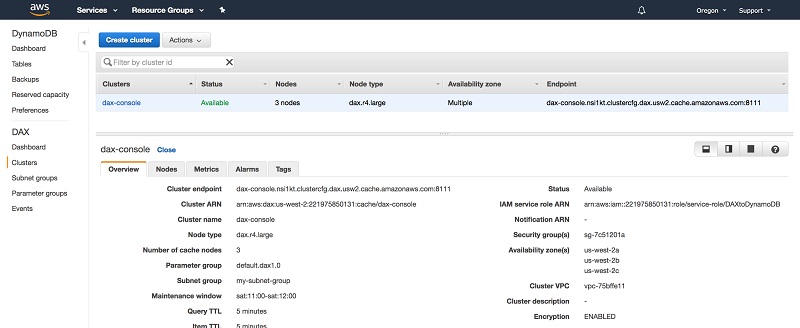 aws Services Resource Groups Oregon Support
DynamoDB
Dashboard
Tables
Backups
Reserved capacity
Preferences
DAX
Dashboard
Clusters
Subnet groups
Parameter groups
Events
Create cluster Actions
Filter by cluster id
Clusters Status Nodes Node type Availability zone Endpoint
dax-console Available 3 nodes dax.r4.large Multiple dax-console.nsi1kt.clustercfg.dax.usw2.cache.amazonaws.com:8111
dax-console Close
Overview Nodes Metrics Alarms Tags
Cluster endpoint dax-console.nsi1kt.clustercfg.dax.usw2.cache.amazonaws.com:8111
Cluster ARN arn:aws:dax:us-west-2:221975850131:cache/dax-console
Cluster name dax-console
Node type dax.r4.large
Number of cache nodes 3
Parameter group default.dax1.0
Subnet group my-subnet-group
Maintenance window sat:11:00-sat:12:00
Query TTL 5 minutes
Item TTL 5 minutes
Status Available
IAM service role ARN arn:aws:iam::221975850131:role/service-role/DAXtoDynamoDB
Notification ARN -
Security group(s) sg-7c51201a
Availability zone(s) us-west-2a
us-west-2b
us-west-2c
Cluster VPC vpc-75bffe11
Cluster description -
Encryption ENABLED